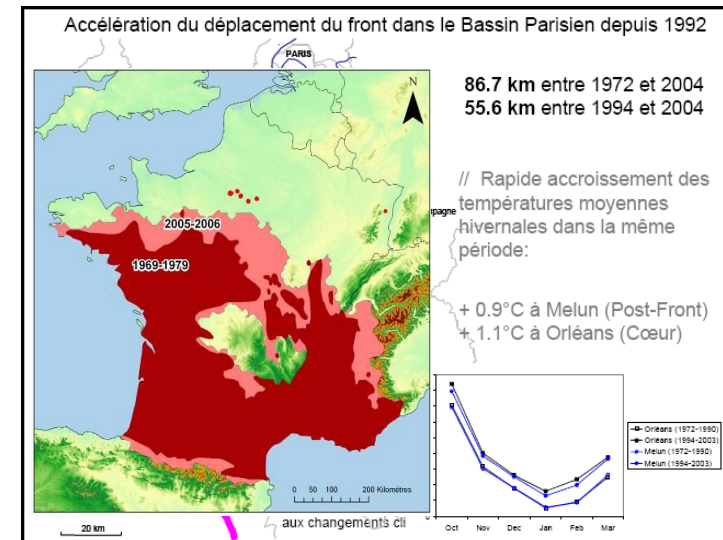 Accélération du déplacement du front dans le Bassin Parisien depuis 1992
PARIS
N
86.7 km entre 1972 et 2004
55.6 km entre 1994 et 2004
// Rapide accroissement des
températures moyennes
pagne
hivernales dans la même
période:
2005-2006
1969-1979
+ 0.9°C à Melun (Post-Front)
+ 1.1°C à Orléans (Cœur)
Orléans (1972-1990)
Orléans (1994-2003)
Melun (1972-1990)
Melun (1994-2003)
0 50 100 200 Kilomètres
20 km
aux changements cli
Oct Nov Dec Jan Feb Mar